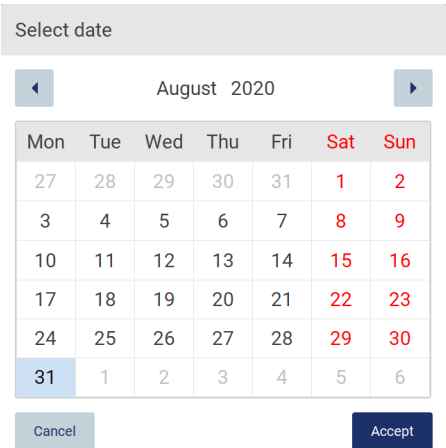 Select date
August 2020
Mon Tue Wed Thu Fri Sat Sun
27 28 29 30 31 1 2
3 4 5 6 7 8 9
10 11 12 13 14 15 16
17 18 19 20 21 22 23
24 25 26 27 28 29 30
31 1 2 3 4 5 6
Cancel Accept